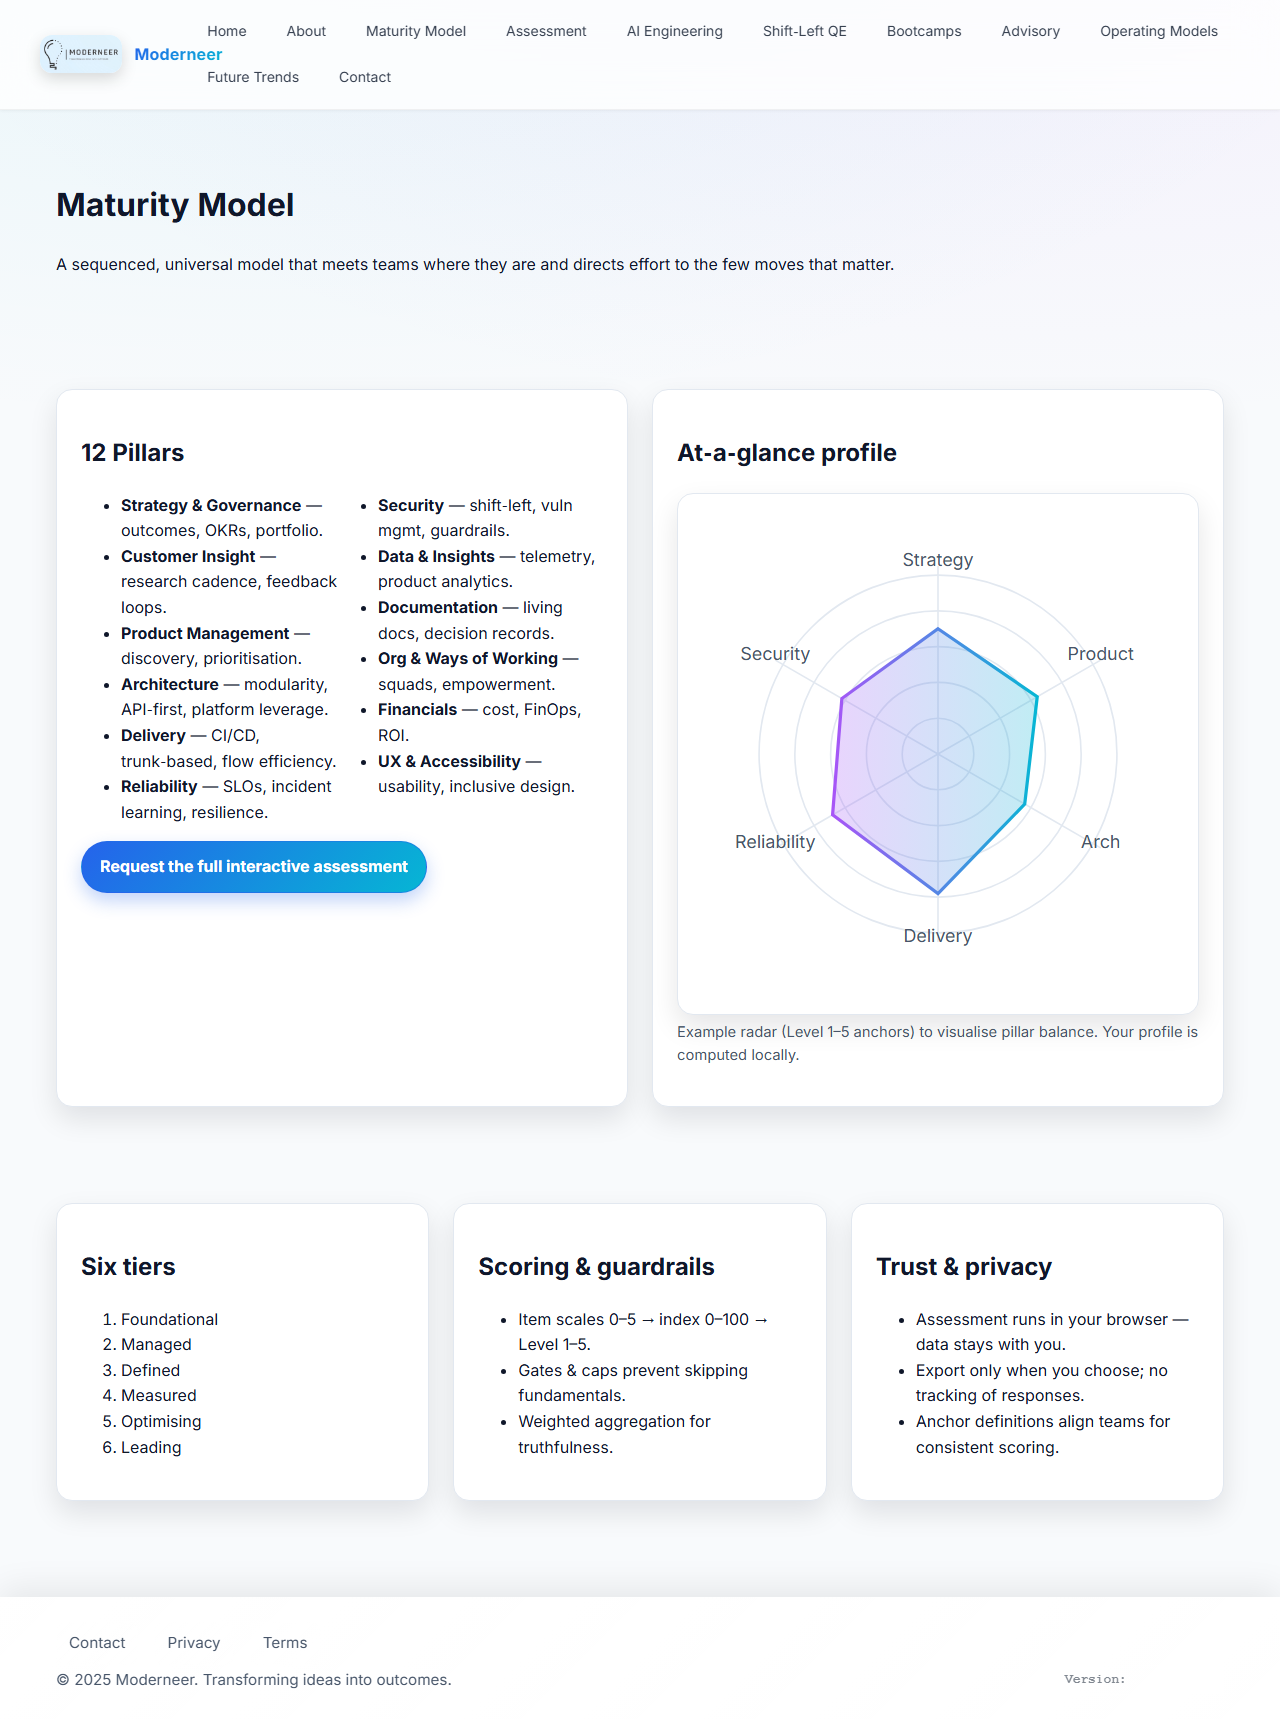 MODERNEER
Moderneer
Home About Maturity Model Assessment AI Engineering Shift-Left QE Bootcamps Advisory Operating Models
Future Trends Contact
Maturity Model
A sequenced, universal model that meets teams where they are and directs effort to the few moves that matter.
12 Pillars
• Strategy & Governance —
outcomes, OKRs, portfolio.
• Customer Insight —
research cadence, feedback
loops.
• Product Management —
discovery, prioritisation.
• Architecture — modularity,
API-first, platform leverage.
• Delivery — CI/CD,
trunk-based, flow efficiency.
• Reliability — SLOs, incident
learning, resilience.
• Security — shift-left, vuln
mgmt, guardrails.
• Data & Insights — telemetry,
product analytics.
• Documentation — living
docs, decision records.
• Org & Ways of Working —
squads, empowerment.
• Financials — cost, FinOps,
ROI.
• UX & Accessibility —
usability, inclusive design.
Request the full interactive assessment
At-a-glance profile
Strategy
Security
Product
Reliability
Arch
Delivery
Example radar (Level 1–5 anchors) to visualise pillar balance. Your profile is
computed locally.
Six tiers
1. Foundational
2. Managed
3. Defined
4. Measured
5. Optimising
6. Leading
Scoring & guardrails
• Item scales 0–5 → index 0–100 →
Level 1–5.
• Gates & caps prevent skipping
fundamentals.
• Weighted aggregation for
truthfulness.
Trust & privacy
• Assessment runs in your browser —
data stays with you.
• Export only when you choose; no
tracking of responses.
• Anchor definitions align teams for
consistent scoring.
Contact Privacy Terms
© 2025 Moderneer. Transforming ideas into outcomes.
Version: